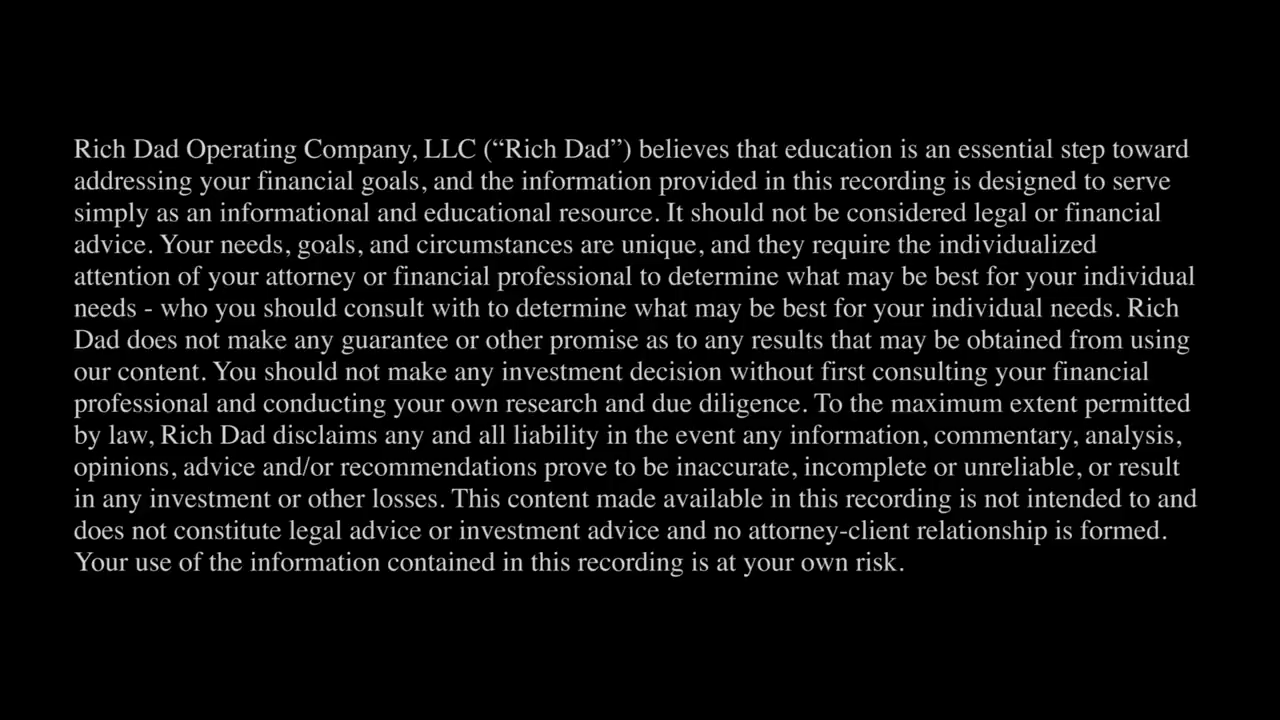 Rich Dad Operating Company, LLC (“Rich Dad”) believes that education is an essential step toward
addressing your financial goals, and the information provided in this recording is designed to serve
simply as an informational and educational resource. It should not be considered legal or financial
advice. Your needs, goals, and circumstances are unique, and they require the individualized
attention of your attorney or financial professional to determine what may be best for your individual
needs - who you should consult with to determine what may be best for your individual needs. Rich
Dad does not make any guarantee or other promise as to any results that may be obtained from using
our content. You should not make any investment decision without first consulting your financial
professional and conducting your own research and due diligence. To the maximum extent permitted
by law, Rich Dad disclaims any and all liability in the event any information, commentary, analysis,
opinions, advice and/or recommendations prove to be inaccurate, incomplete or unreliable, or result
in any investment or other losses. This content made available in this recording is not intended to and
does not constitute legal advice or investment advice and no attorney-client relationship is formed.
Your use of the information contained in this recording is at your own risk.